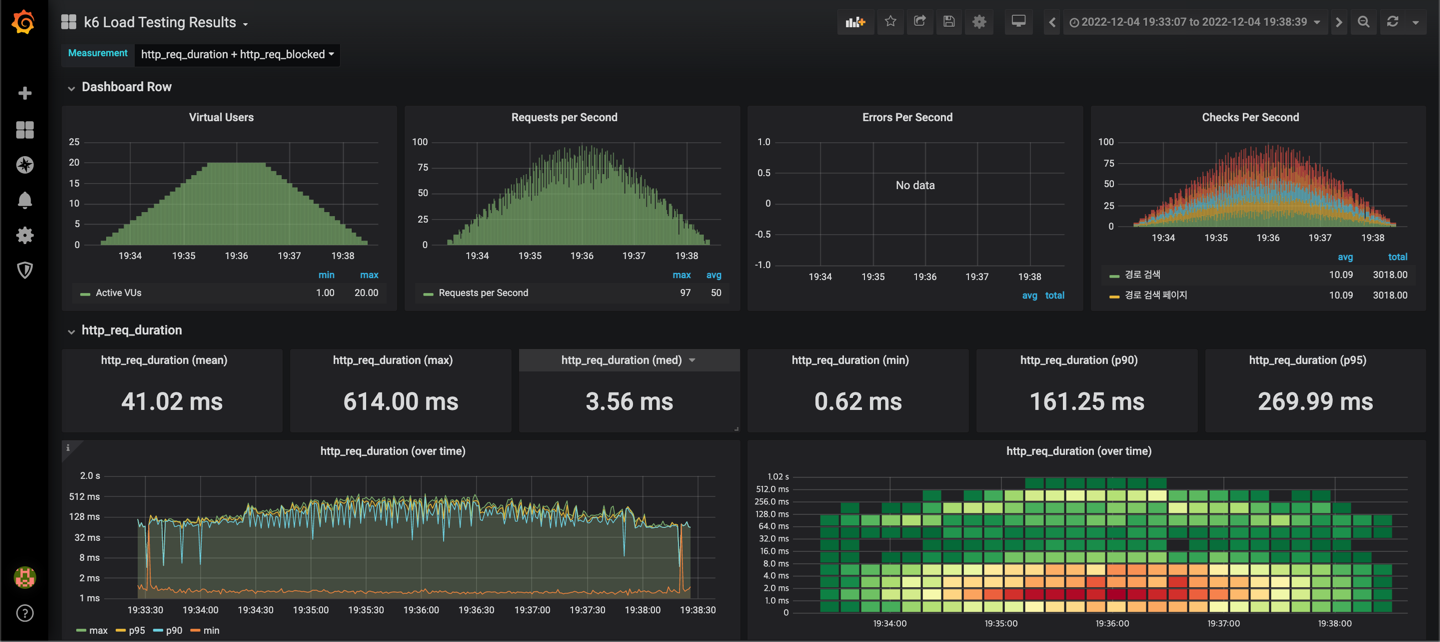 k6 Load Testing Results
2022-12-04 19:33:07 to 2022-12-04 19:38:39
Measurement http_req_duration + http_req_blocked
Dashboard Row
Virtual Users
25
20
15
10
5
0
19:34 19:35 19:36 19:37 19:38
min max
Active VUs 1.00 20.00
Requests per Second
100
75
50
25
0
19:34 19:35 19:36 19:37 19:38
max avg
Requests per Second 97 50
Errors Per Second
1.0
0.5
0
-0.5
-1.0
No data
19:34 19:35 19:36 19:37 19:38
avg total
Checks Per Second
100
75
50
25
0
19:34 19:35 19:36 19:37 19:38
avg total
경로 검색 10.09 3018.00
경로 검색 페이지 10.09 3018.00
http_req_duration
http_req_duration (mean)
41.02 ms
http_req_duration (max)
614.00 ms
http_req_duration (med)
3.56 ms
http_req_duration (min)
0.62 ms
http_req_duration (p90)
161.25 ms
http_req_duration (p95)
269.99 ms
i
http_req_duration (over time)
2.0 s
512 ms
128 ms
32 ms
8 ms
2 ms
1 ms
19:33:30 19:34:00 19:34:30 19:35:00 19:35:30 19:36:00 19:36:30 19:37:00 19:37:30 19:38:00 19:38:30
max p95 p90 min
http_req_duration (over time)
1.02 s
512.0 ms
256.0 ms
128.0 ms
64.0 ms
32.0 ms
16.0 ms
8.0 ms
4.0 ms
2.0 ms
1.0 ms
0
19:34:00 19:35:00 19:36:00 19:37:00 19:38:00